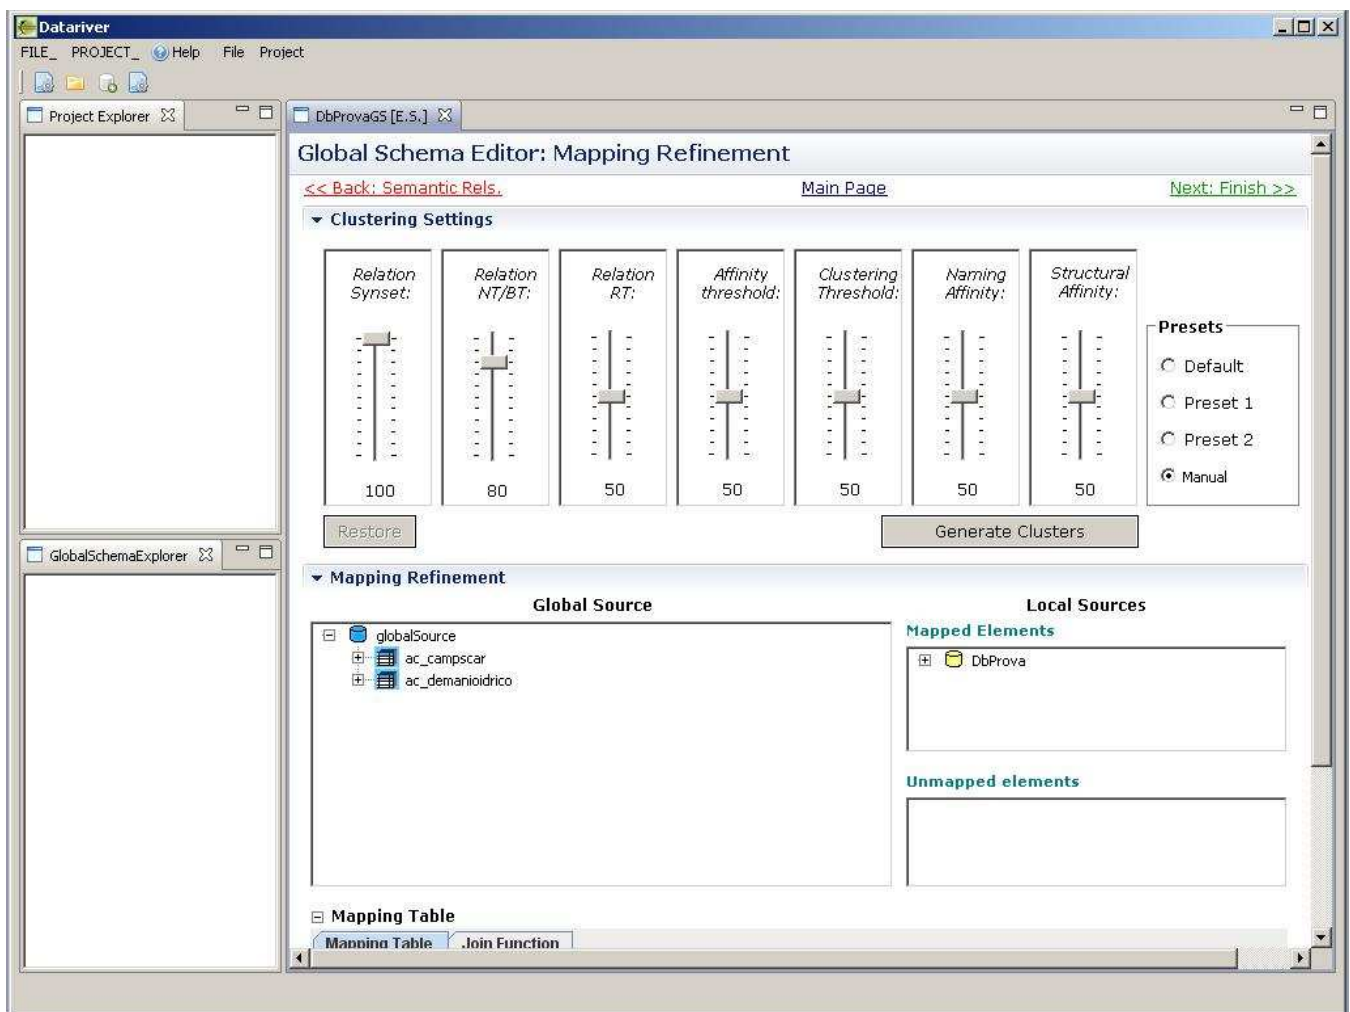 Datariver
FILE_ PROJECT_ Help File Project
Project Explorer
DbProvaGS [E.S.]
Global Schema Editor: Mapping Refinement
<< Back: Semantic Rels.
Main Page
Next: Finish >>
Clustering Settings
Relation
Synset:
100
Relation
NT/BT:
80
Relation
RT:
50
Affinity
threshold:
50
Clustering
Threshold:
50
Naming
Affinity:
50
Structural
Affinity:
50
Presets
Default
Preset 1
Preset 2
Manual
Restore
Generate Clusters
GlobalSchemaExplorer
Mapping Refinement
Global Source
globalSource
ac_campscar
ac_demanioidrico
Local Sources
Mapped Elements
DbProva
Unmapped elements
Mapping Table
Mapping Table
Join Function